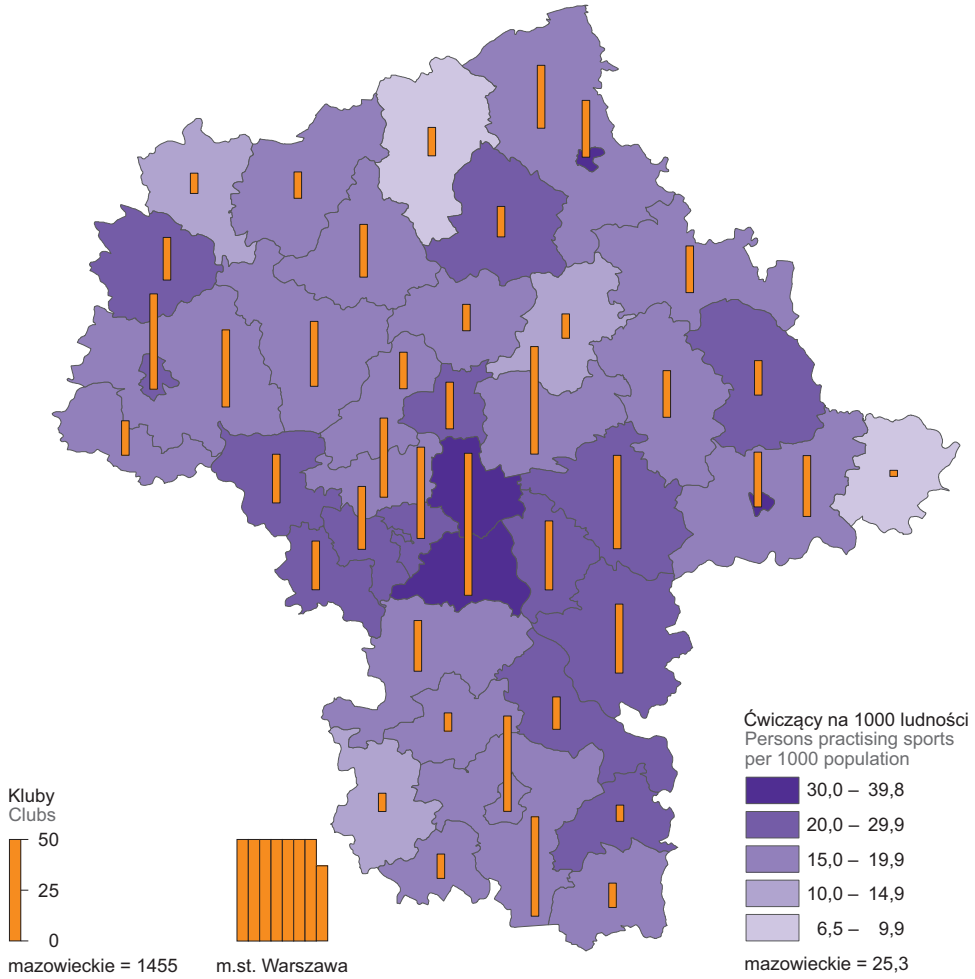 Kluby
Clubs
50
25
0
mazowieckie = 1455
m.st. Warszawa
Ćwiczący na 1000 ludności
Persons practising sports
per 1000 population
30,0 – 39,8
20,0 – 29,9
15,0 – 19,9
10,0 – 14,9
6,5 – 9,9
mazowieckie = 25,3